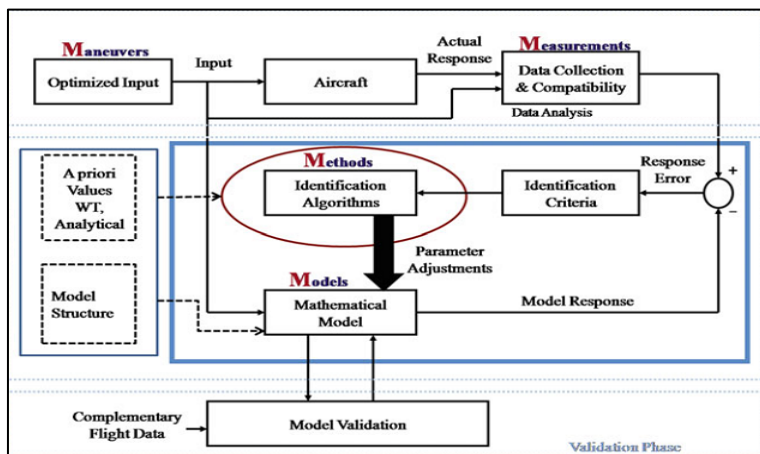 Maneuvers
Input
Actual
Response
Measurements
Optimized Input
Aircraft
Data Collection
& Compatibility
Data Analysis
A priori
Values
WT,
Analytical
Methods
Identification
Algorithms
Identification
Criteria
Response
Error
+
−
Parameter
Adjustments
Model
Structure
Models
Mathematical
Model
Model Response
Complementary
Flight Data
Model Validation
Validation Phase